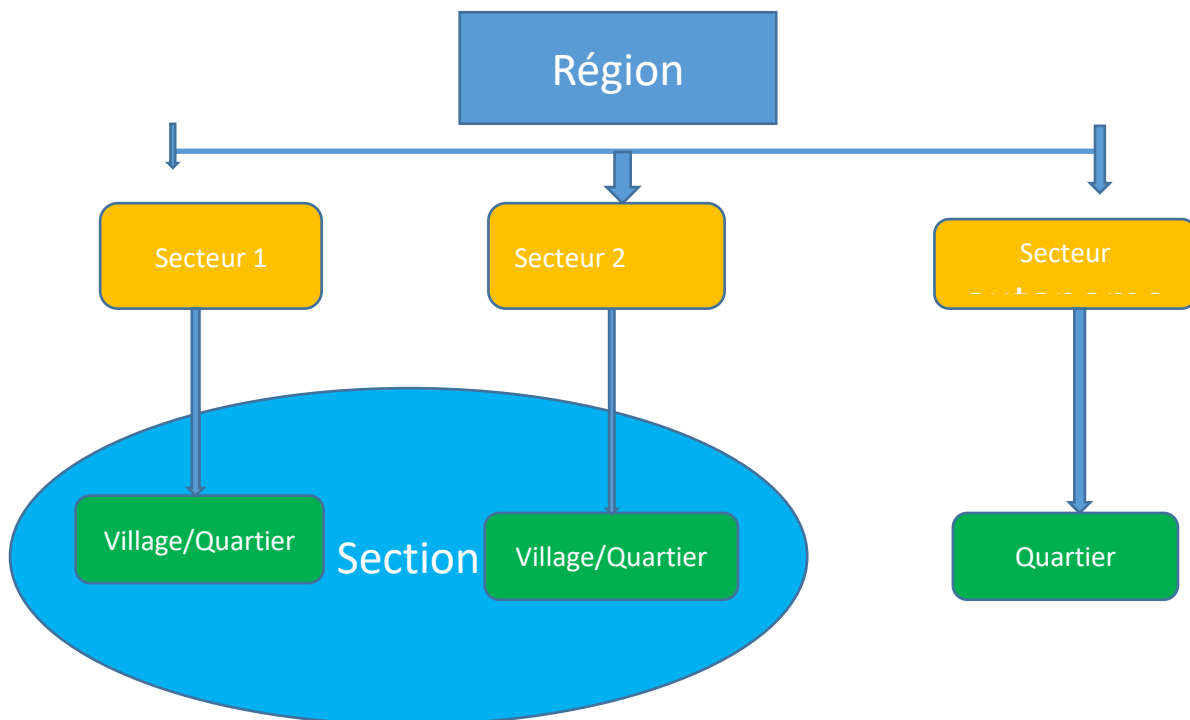 Région
Secteur 1
Secteur 2
Secteur
Village/Quartier
Section
Village/Quartier
Quartier